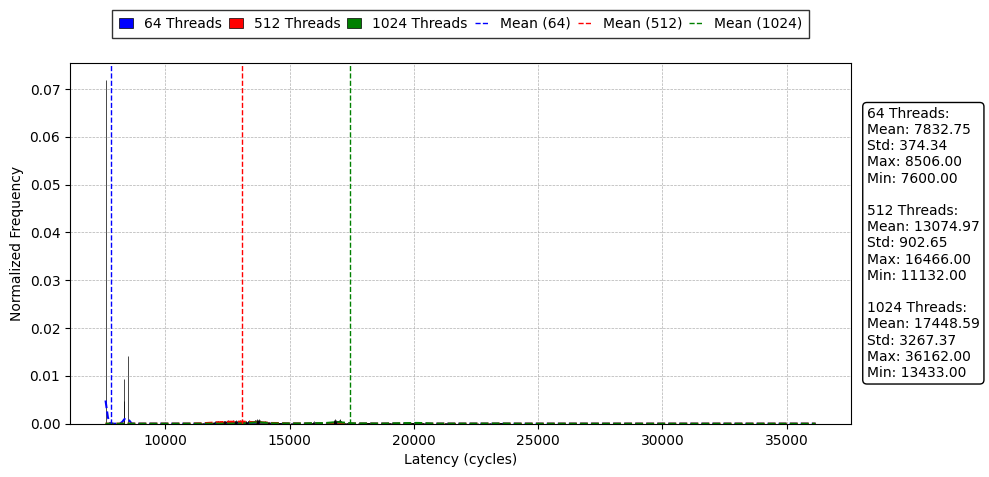 64 Threads 512 Threads 1024 Threads Mean (64) Mean (512) Mean (1024)
0.07
0.06
0.05
0.04
0.03
0.02
0.01
0.00
Normalized Frequency
10000 15000 20000 25000 30000 35000
Latency (cycles)
64 Threads:
Mean: 7832.75
Std: 374.34
Max: 8506.00
Min: 7600.00
512 Threads:
Mean: 13074.97
Std: 902.65
Max: 16466.00
Min: 11132.00
1024 Threads:
Mean: 17448.59
Std: 3267.37
Max: 36162.00
Min: 13433.00